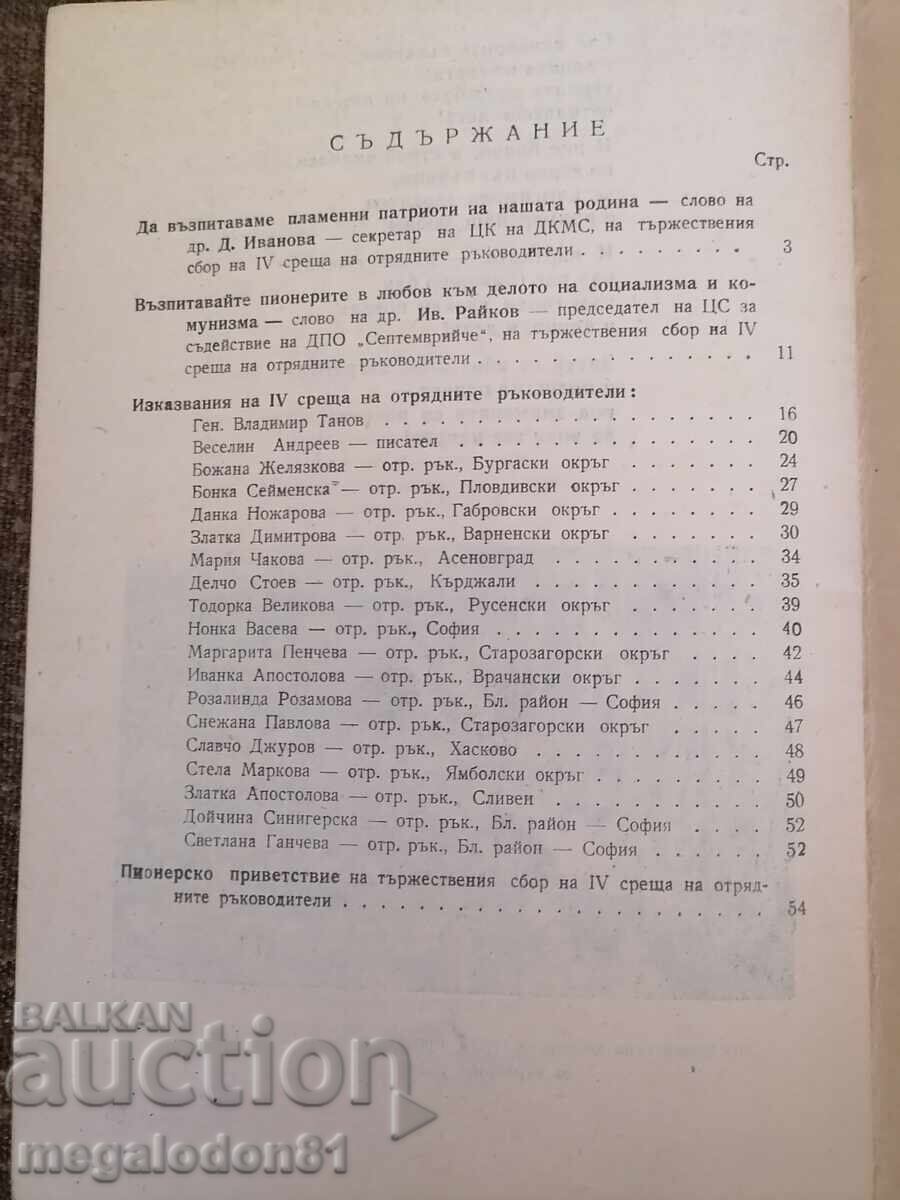 СЪДЪРЖАНИЕ
Стр.
Да възпитаваме пламенни патриоти на нашата родина — слово на
др. Д. Иванова — секретар на ЦК на ДКМС, на тържествения
сбор на IV среща на отрядните ръководители . . . . . . . . 3
Възпитавайте пионерите в любов към делото на социализма и ко-
мунизма — слово на др. Ив. Райков — председател на ЦС за
съдействие на ДПО „Септемврийче“, на тържествения сбор на IV
среща на отрядните ръководители . . . . . . . . . . . . . 11
Изказвания на IV среща на отрядните ръководители:
Ген. Владимир Танов . . . . . . . . . . . . . . . . 16
Веселин Андреев — писател . . . . . . . . . . . . . 20
Божана Желязкова — отр. рък., Бургаски окръг . . . . . . . 24
Бонка Сейменска — отр. рък., Пловдивски окръг . . . . . . . 27
Данка Ножарова — отр. рък., Габровски окръг . . . . . . . 29
Златка Димитрова — отр. рък., Варненски окръг . . . . . . . 30
Мария Чакова — отр. рък., Асеновград . . . . . . . . . . 34
Делчо Стоев — отр. рък., Кърджали . . . . . . . . . . . 35
Тодорка Великова — отр. рък., Русенски окръг . . . . . . . 39
Нонка Васева — отр. рък., София . . . . . . . . . . . . 40
Маргарита Пенчева — отр. рък., Старозагорски окръг . . . . 42
Иванка Апостолова — отр. рък., Врачански окръг . . . . . . 44
Розалинда Розамова — отр. рък., Бл. район — София . . . . . 46
Снежана Павлова — отр. рък., Старозагорски окръг . . . . . 47
Славчо Джуров — отр. рък., Хасково . . . . . . . . . . . 48
Стела Маркова — отр. рък., Ямболски окръг . . . . . . . . 49
Златка Апостолова — отр. рък., Сливен . . . . . . . . . . 50
Дойчина Синигерска — отр. рък., Бл. район — София . . . . 52
Светлана Ганчева — отр. рък., Бл. район — София . . . . . . 52
Пионерско приветствие на тържествения сбор на IV среща на отряд-
ните ръководители . . . . . . . . . . . . . . . . . . 54
BALKAN
auction
megalodon81